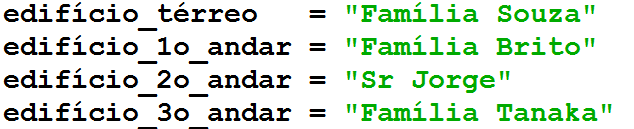 edifício_térreo   = "Família Souza"
edifício_1o_andar = "Família Brito"
edifício_2o_andar = "Sr Jorge"
edifício_3o_andar = "Família Tanaka"